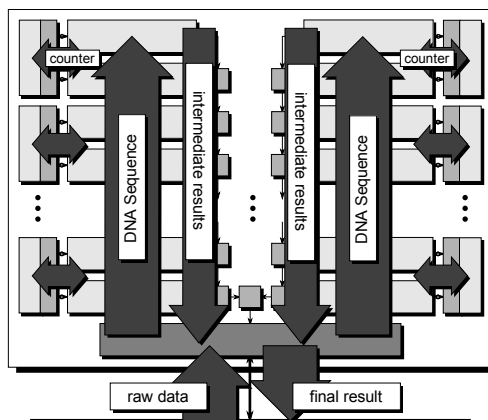 counter
counter
DNA Sequence
intermediate results
intermediate results
DNA Sequence
raw data
final result